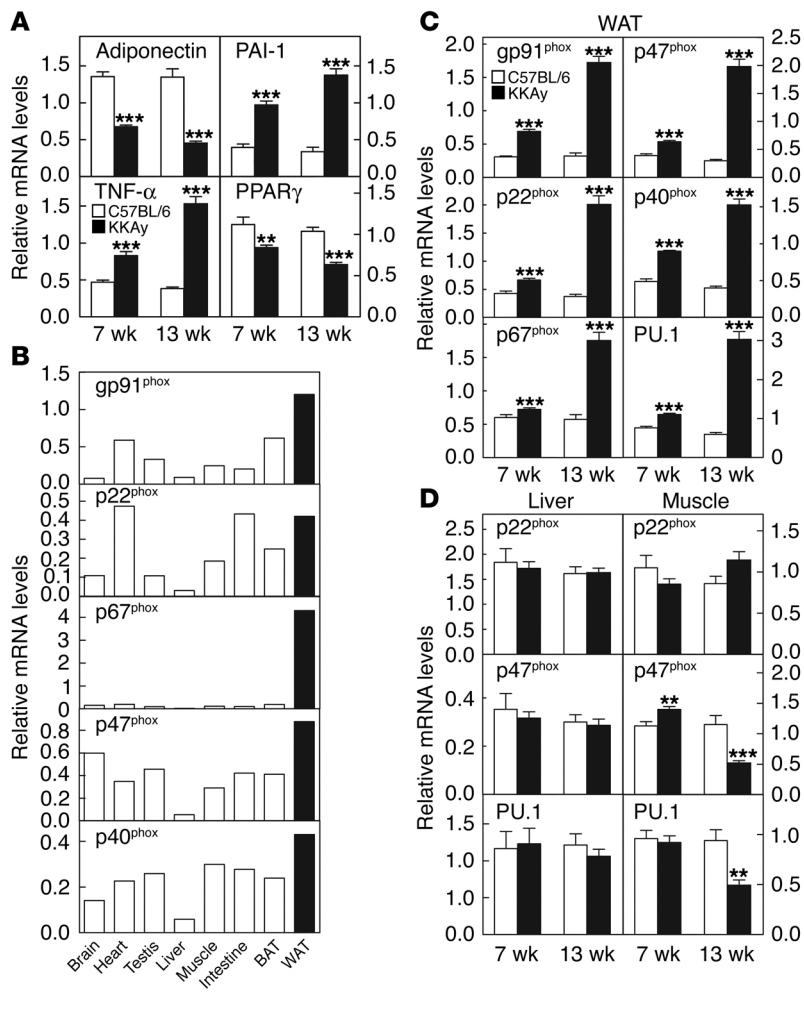 A
Relative mRNA levels
Adiponectin
PAI-1
1.5
1.0
0.5
0.0
***
***
***
***
1.5
1.0
0.5
0.0
TNF-α
C57BL/6
KKAy
PPARγ
1.5
1.0
0.5
0.0
***
***
**
***
1.5
1.0
0.5
0.0
7 wk
13 wk
7 wk
13 wk
B
Relative mRNA levels
gp91phox
1.5
1.0
0.5
0.0
p22phox
0.5
0.4
0.3
0.2
0.1
0.0
p67phox
4
3
2
1
0
p47phox
0.8
0.6
0.4
0.2
0.0
p40phox
0.4
0.2
0.0
Brain
Heart
Testis
Liver
Muscle
Intestine
BAT
WAT
C
WAT
Relative mRNA levels
gp91phox
C57BL/6
KKAy
p47phox
2.0
1.5
1.0
0.5
0.0
***
***
***
***
2.5
2.0
1.5
1.0
0.5
0.0
p22phox
p40phox
2.0
1.5
1.0
0.5
0.0
***
***
***
***
1.5
1.0
0.5
0.0
p67phox
PU.1
1.5
1.0
0.5
0.0
***
***
***
***
3
2
1
0
7 wk
13 wk
7 wk
13 wk
D
Liver
Muscle
Relative mRNA levels
p22phox
p22phox
2.5
2.0
1.5
1.0
0.5
0.0
1.5
1.0
0.5
0.0
p47phox
p47phox
0.4
0.2
0.0
**
***
2.0
1.5
1.0
0.5
0.0
PU.1
PU.1
1.5
1.0
1.0
0.0
**
1.0
0.5
0.0
7 wk
13 wk
7 wk
13 wk